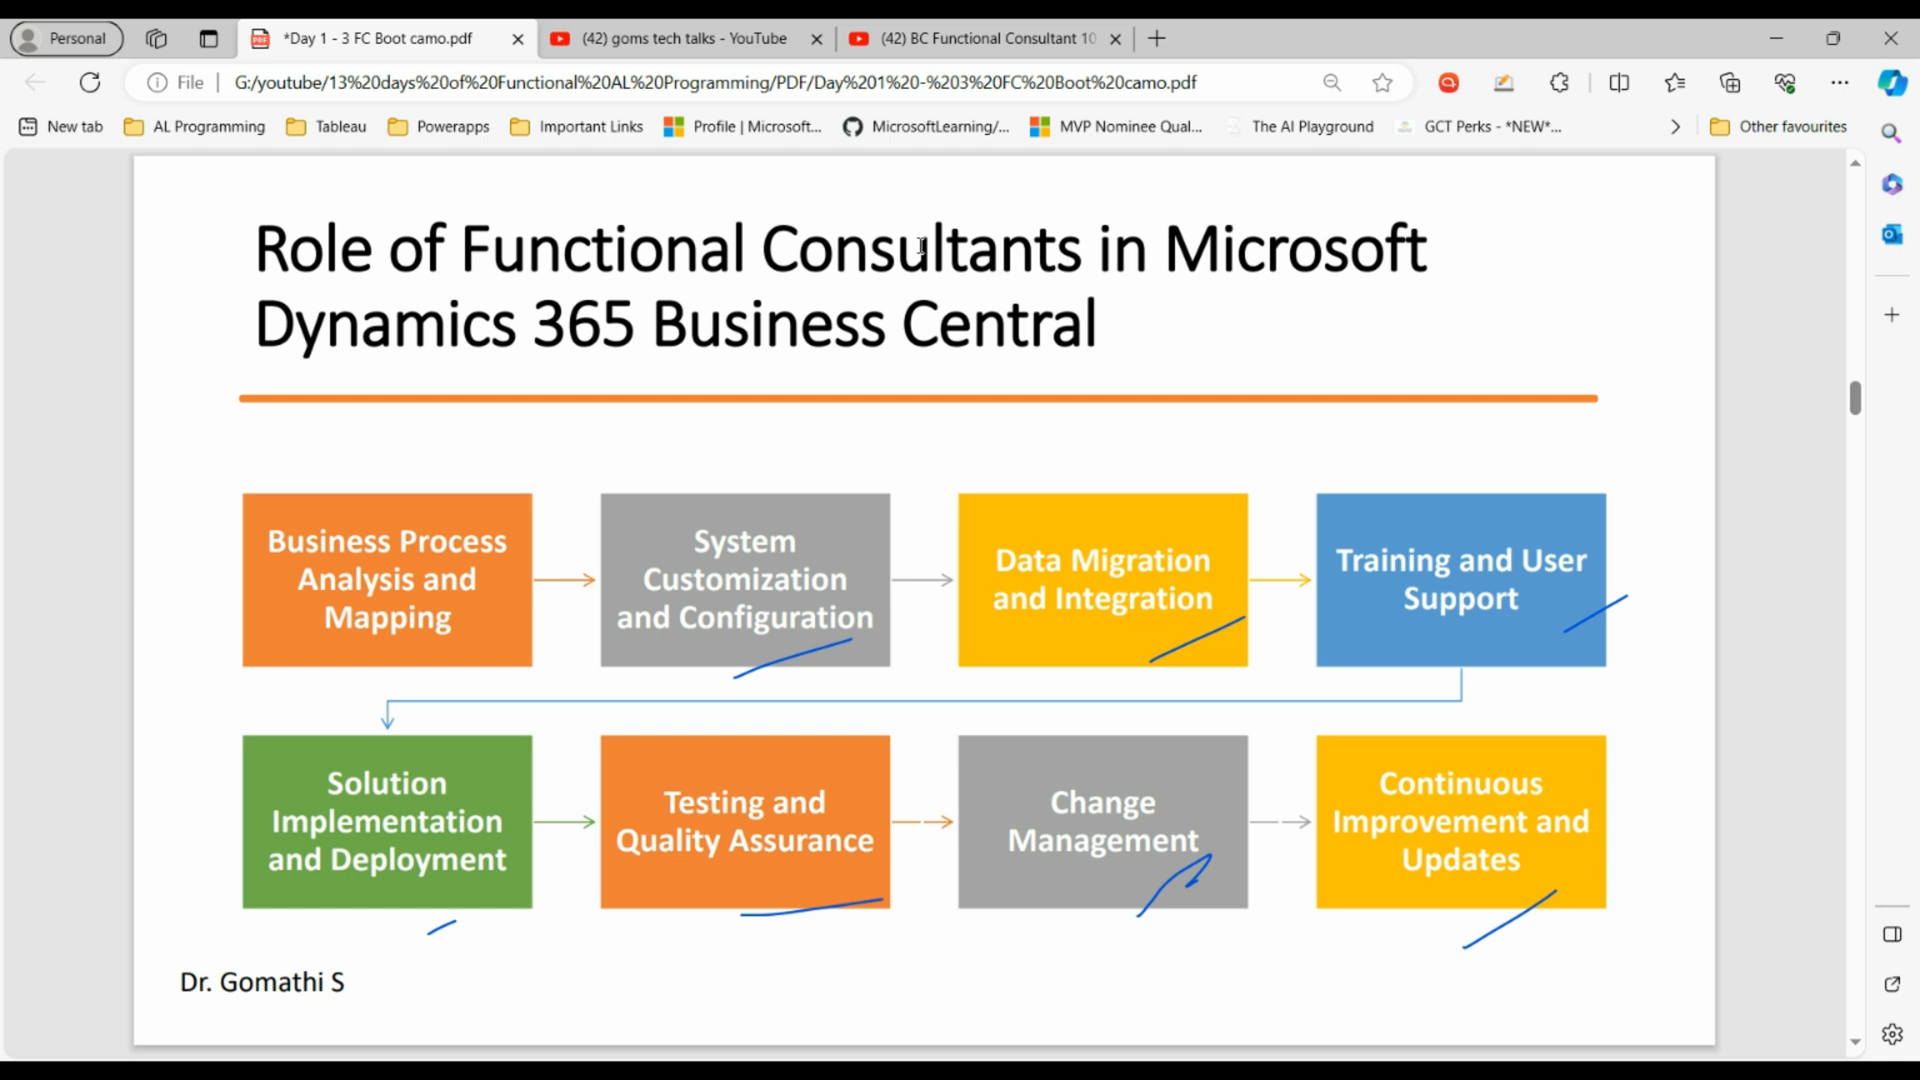 Personal
*Day 1 - 3 FC Boot camo.pdf
(42) goms tech talks - YouTube
(42) BC Functional Consultant 10
File
G:/youtube/13%20days%20of%20Functional%20AL%20Programming/PDF/Day%201%20-%203%20FC%20Boot%20camo.pdf
New tab
AL Programming
Tableau
Powerapps
Important Links
Profile | Microsoft...
MicrosoftLearning/...
MVP Nominee Qual...
The AI Playground
GCT Perks - *NEW*...
Other favourites
Role of Functional Consultants in Microsoft
Dynamics 365 Business Central
Business Process
Analysis and
Mapping
System
Customization
and Configuration
Data Migration
and Integration
Training and User
Support
Solution
Implementation
and Deployment
Testing and
Quality Assurance
Change
Management
Continuous
Improvement and
Updates
Dr. Gomathi S